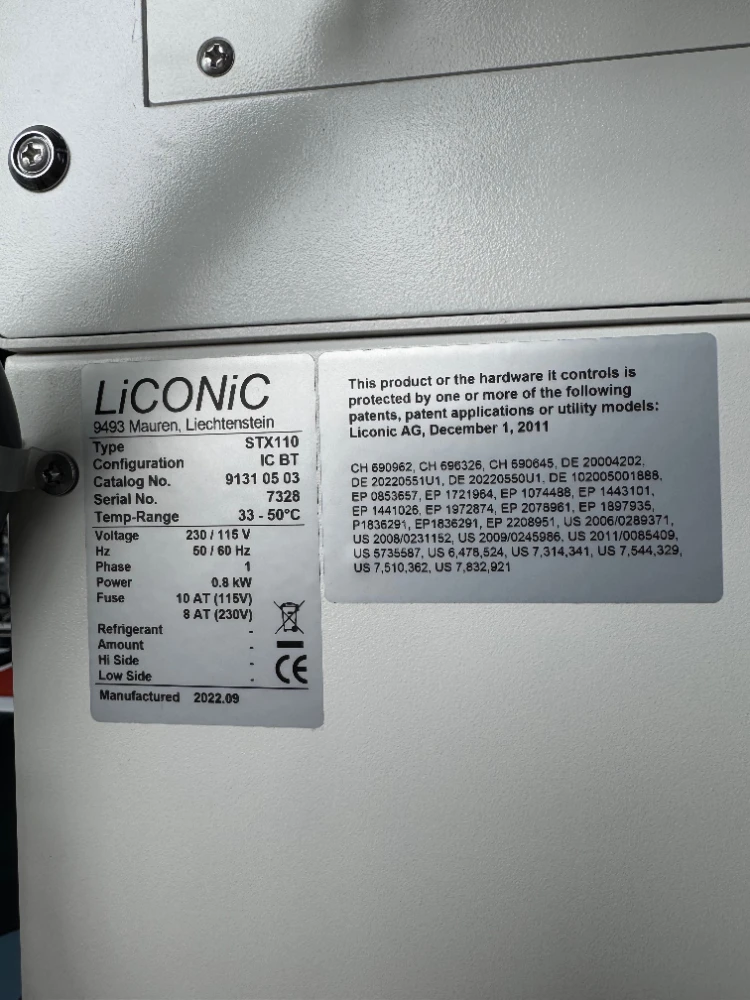 LiCONiC
9493 Mauren, Liechtenstein
Type STX110
Configuration IC BT
Catalog No. 9131 05 03
Serial No. 7328
Temp-Range 33 - 50°C
Voltage 230 / 115 V
Hz 50 / 60 Hz
Phase 1
Power 0.8 kW
Fuse 10 AT (115V)
8 AT (230V)
Refrigerant -
Amount -
Hi Side -
Low Side -
CE
Manufactured 2022.09
This product or the hardware it controls is
protected by one or more of the following
patents, patent applications or utility models:
Liconic AG, December 1, 2011
CH 690962, CH 696326, CH 690645, DE 20004202,
DE 20220551U1, DE 20220550U1, DE 102005001888,
EP 0853657, EP 1721964, EP 1074488, EP 1443101,
EP 1441026, EP 1972874, EP 2078961, EP 1897935,
P1836291, EP1836291, EP 2208951, US 2006/0289371,
US 2008/0231152, US 2009/0245986, US 2011/0085409,
US 5735587, US 6,478,524, US 7,314,341, US 7,544,329,
US 7,510,362, US 7,832,921